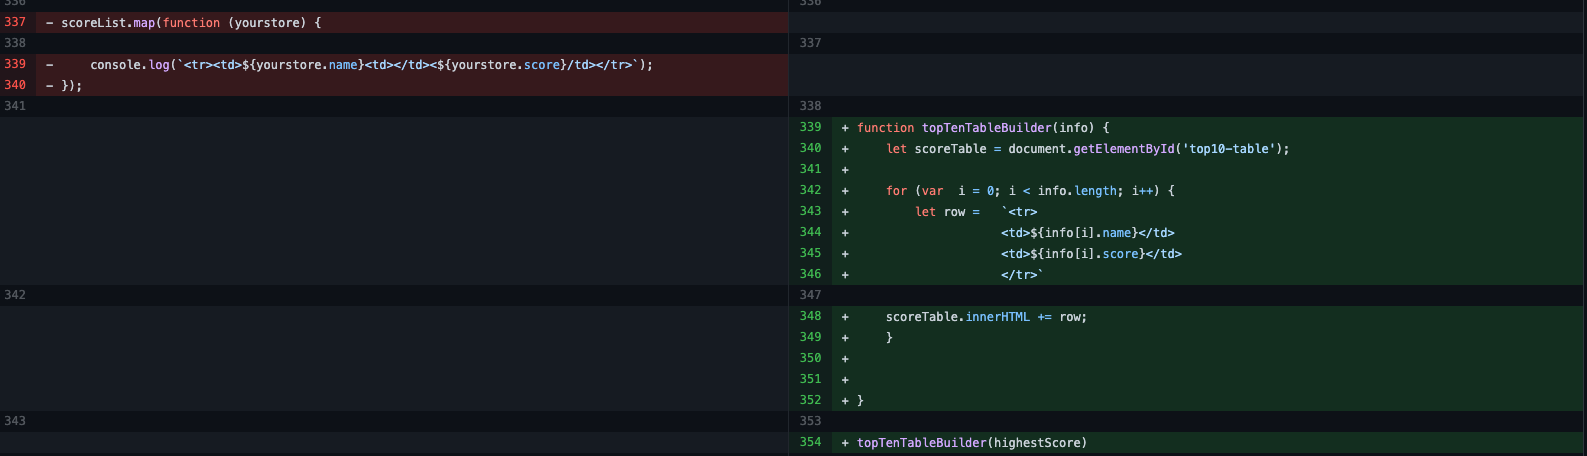 336 336
337 - scoreList.map(function (yourstore) {
338 337
339 -     console.log(`<tr><td>${yourstore.name}<td></td><${yourstore.score}/td></tr>`);
340 - });
341 338
339 + function topTenTableBuilder(info) {
340 +     let scoreTable = document.getElementById('top10-table');
341 +
342 +     for (var  i = 0; i < info.length; i++) {
343 +         let row =   `<tr>
344 +                     <td>${info[i].name}</td>
345 +                     <td>${info[i].score}</td>
346 +                     </tr>`
342 347
348 +     scoreTable.innerHTML += row;
349 +     }
350 +
351 +
352 + }
343 353
354 + topTenTableBuilder(highestScore)